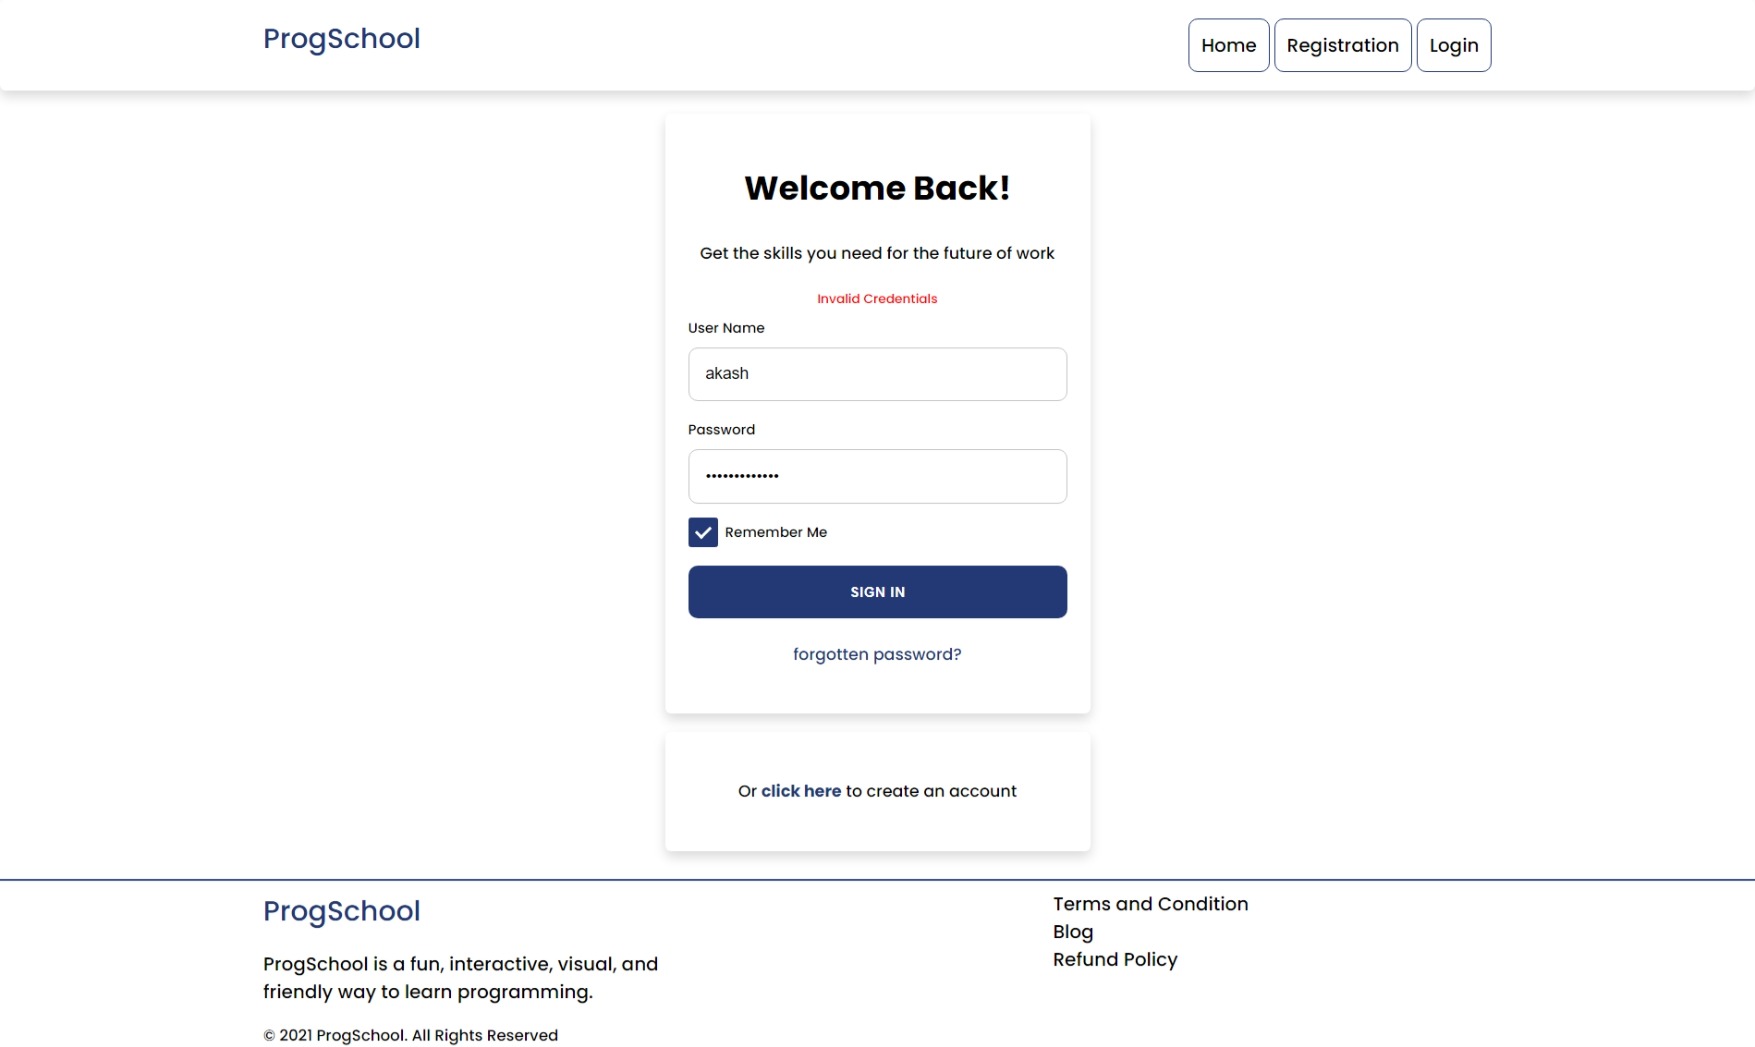 ProgSchool
Home
Registration
Login
Welcome Back!
Get the skills you need for the future of work
Invalid Credentials
User Name
akash
Password
•••••••••••••
Remember Me
SIGN IN
forgotten password?
Or click here to create an account
ProgSchool
ProgSchool is a fun, interactive, visual, and
friendly way to learn programming.
© 2021 ProgSchool. All Rights Reserved
Terms and Condition
Blog
Refund Policy